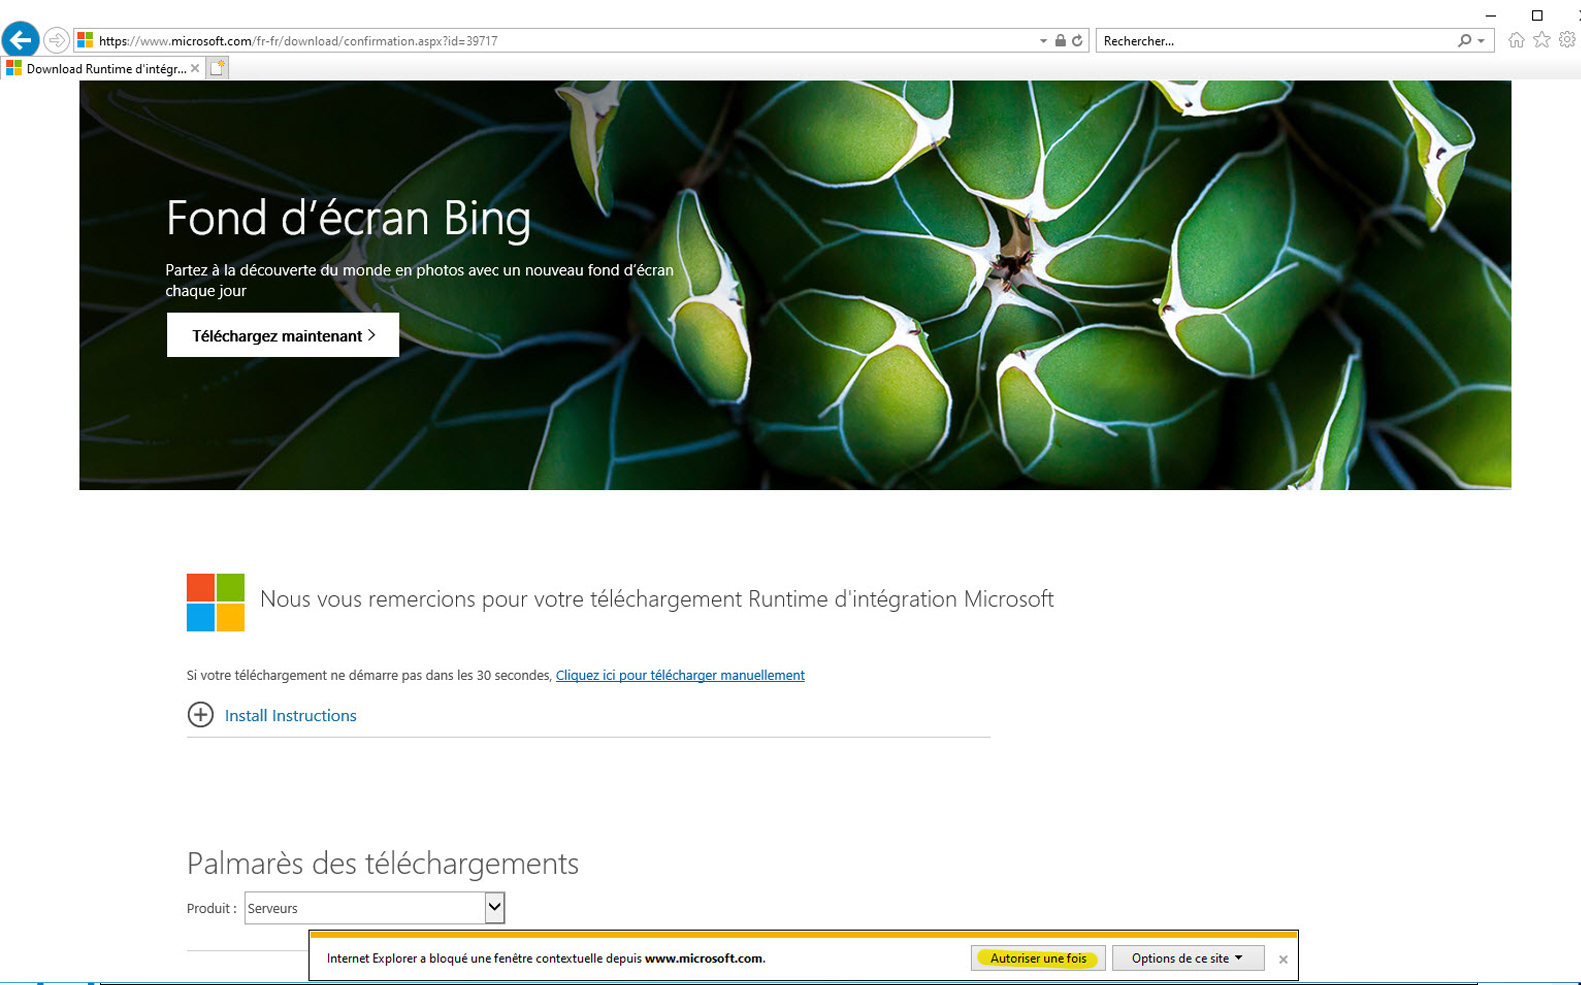 https://www.microsoft.com/fr-fr/download/confirmation.aspx?id=39717
Rechercher...
Download Runtime d'intégr...
Fond d’écran Bing
Partez à la découverte du monde en photos avec un nouveau fond d’écran
chaque jour
Téléchargez maintenant
Nous vous remercions pour votre téléchargement Runtime d'intégration Microsoft
Si votre téléchargement ne démarre pas dans les 30 secondes, Cliquez ici pour télécharger manuellement
Install Instructions
Palmarès des téléchargements
Produit : Serveurs
Internet Explorer a bloqué une fenêtre contextuelle depuis www.microsoft.com.
Autoriser une fois
Options de ce site